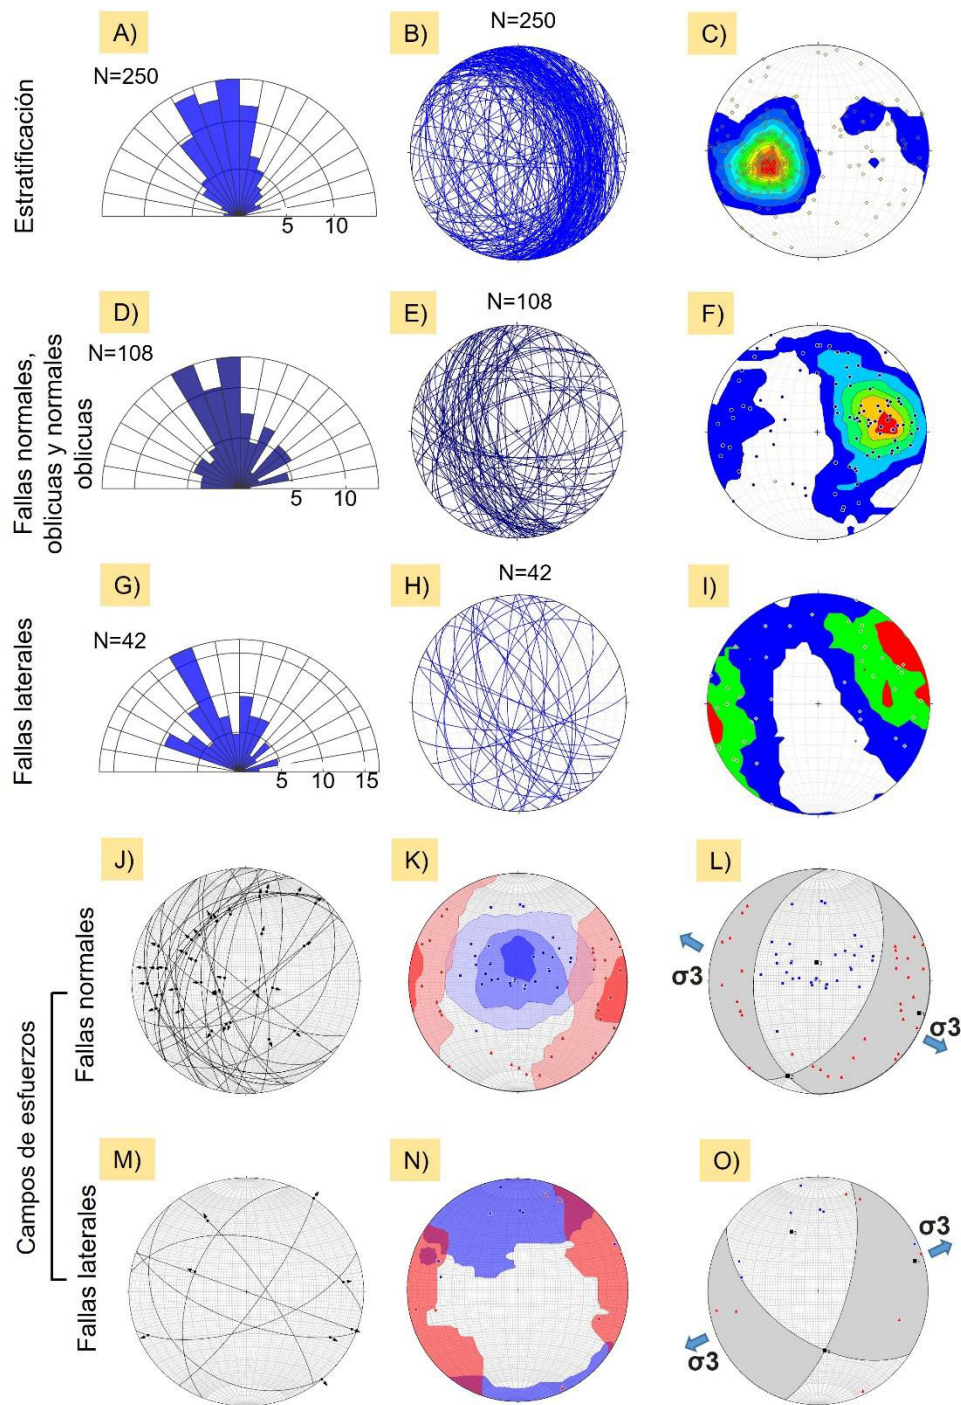 Estratificación
A)
N=250
5 10
B)
N=250
C)
Fallas normales,
oblicuas y normales
oblicuas
D)
N=108
5 10
E)
N=108
F)
Fallas laterales
G)
N=42
5 10 15
H)
N=42
I)
Campos de esfuerzos
Fallas normales
J)
K)
L)
σ3
σ3
Fallas laterales
M)
N)
O)
σ3
σ3